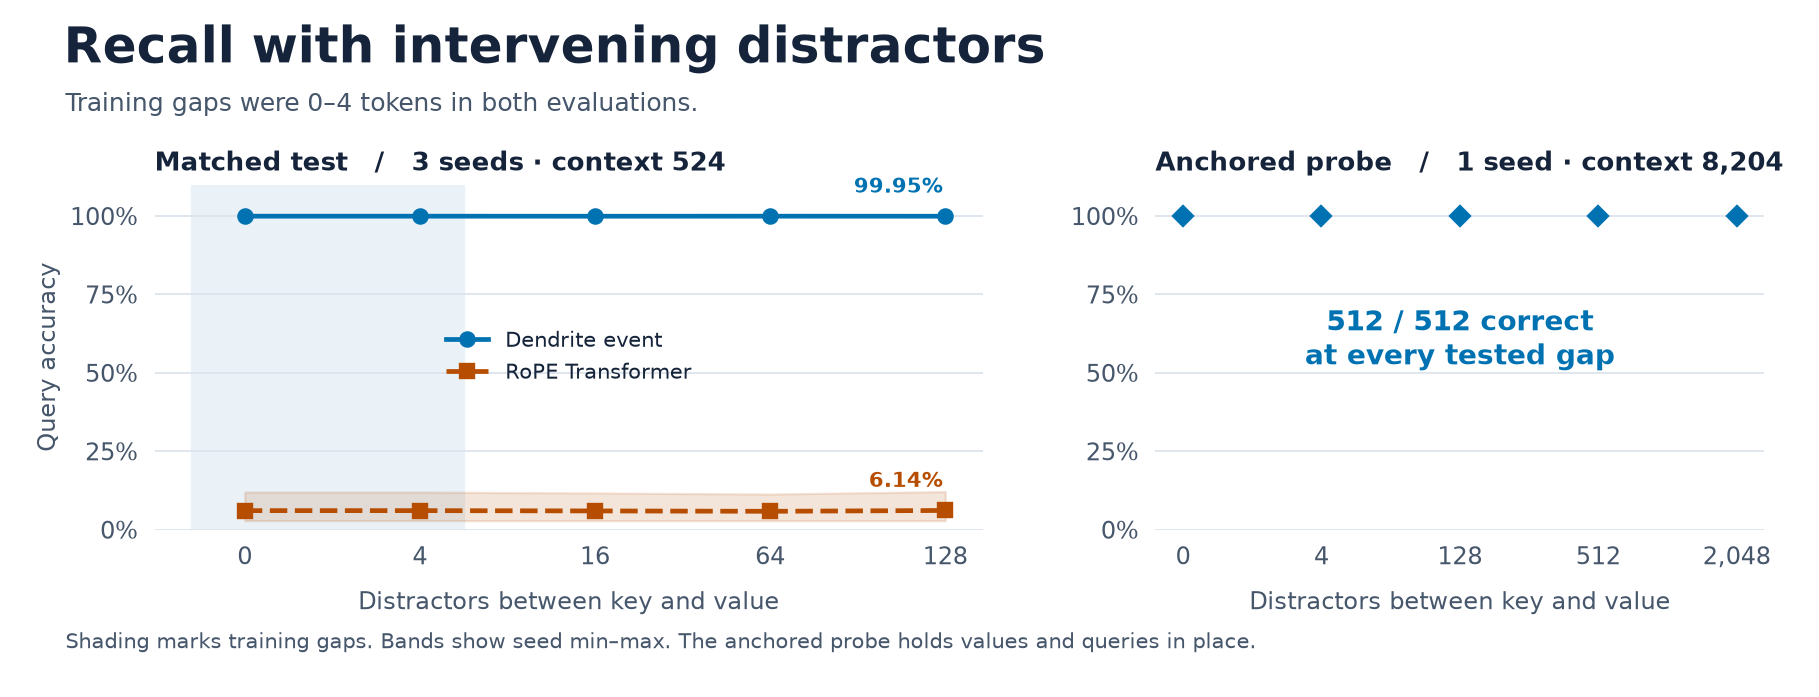 Recall with intervening distractors
Training gaps were 0–4 tokens in both evaluations.
Matched test / 3 seeds · context 524
99.95%
100%
75%
50%
25%
0%
Query accuracy
Dendrite event
RoPE Transformer
6.14%
0 4 16 64 128
Distractors between key and value
Anchored probe / 1 seed · context 8,204
100%
75%
50%
25%
0%
512 / 512 correct
at every tested gap
0 4 128 512 2,048
Distractors between key and value
Shading marks training gaps. Bands show seed min–max. The anchored probe holds values and queries in place.